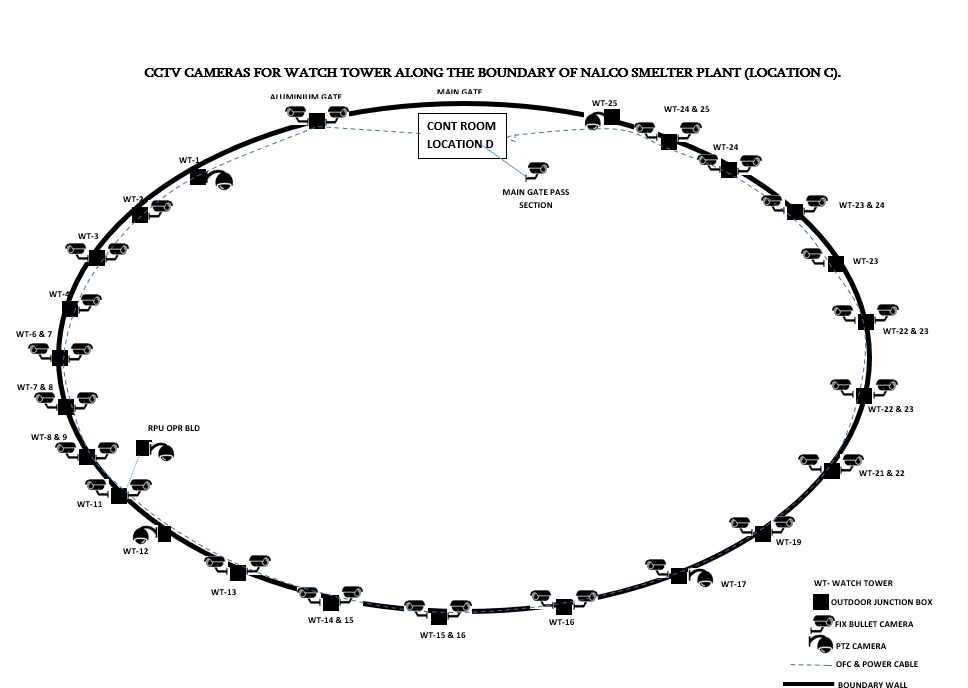 CCTV CAMERAS FOR WATCH TOWER ALONG THE BOUNDARY OF NALCO SMELTER PLANT (LOCATION C).
MAIN GATE
ALUMINIUM GATE
WT-25
WT-24 & 25
CONT ROOM
LOCATION D
WT-24
WT-1
MAIN GATE PASS
SECTION
WT-2
WT-23 & 24
WT-3
WT-23
WT-4
WT-22 & 23
WT-6 & 7
WT-7 & 8
WT-22 & 23
RPU OPR BLD
WT-8 & 9
WT-21 & 22
WT-11
WT-19
WT-12
WT-17
WT-13
WT-14 & 15
WT-16
WT-15 & 16
WT- WATCH TOWER
OUTDOOR JUNCTION BOX
FIX BULLET CAMERA
PTZ CAMERA
OFC & POWER CABLE
BOUNDARY WALL